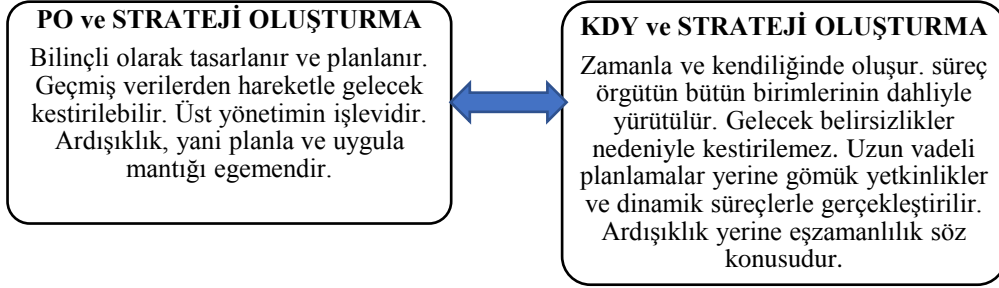 PO ve STRATEJİ OLUŞTURMA
Bilinçli olarak tasarlanır ve planlanır.
Geçmiş verilerden hareketle gelecek
kestirilebilir. Üst yönetimin işlevidir.
Ardışıklık, yani planla ve uygula
mantığı egemendir.
KDY ve STRATEJİ OLUŞTURMA
Zamanla ve kendiliğinde oluşur. süreç
örgütün bütün birimlerinin dahliyle
yürütülür. Gelecek belirsizlikler
nedeniyle kestirilemez. Uzun vadeli
planlamalar yerine gömük yetkinlikler
ve dinamik süreçlerle gerçekleştirilir.
Ardışıklık yerine eşzamanlılık söz
konusudur.